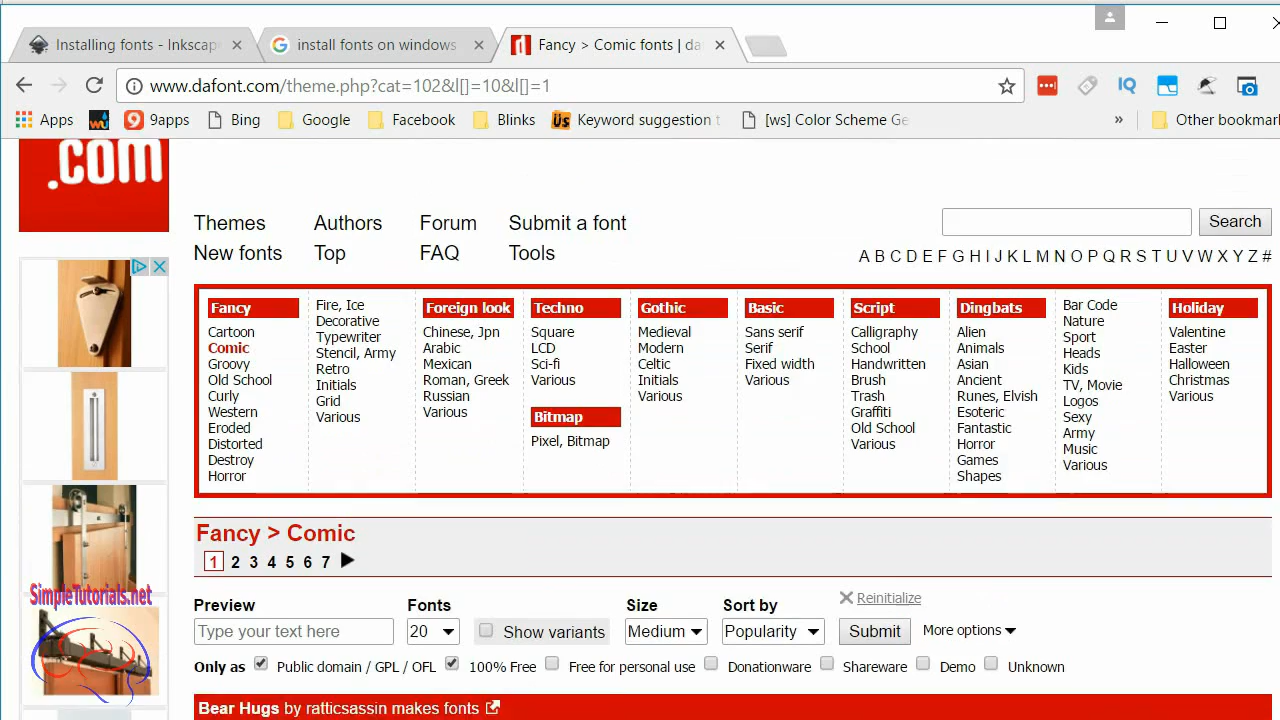 Installing fonts - Inkscap
install fonts on windows
Fancy > Comic fonts | da
www.dafont.com/theme.php?cat=102&l[]=10&l[]=1
Apps
9apps
Bing
Google
Facebook
Blinks
Keyword suggestion t
[ws]Color Scheme Ge
»
Other bookmar
.com
Themes Authors Forum Submit a font
Search
New fonts Top FAQ Tools
A B C D E F G H I J K L M N O P Q R S T U V W X Y Z #
Fancy
Cartoon
Comic
Groovy
Old School
Curly
Western
Eroded
Distorted
Destroy
Horror
Fire, Ice
Decorative
Typewriter
Stencil, Army
Retro
Initials
Grid
Various
Foreign look
Chinese, Jpn
Arabic
Mexican
Roman, Greek
Russian
Various
Techno
Square
LCD
Sci-fi
Various
Bitmap
Pixel, Bitmap
Gothic
Medieval
Modern
Celtic
Initials
Various
Basic
Sans serif
Serif
Fixed width
Various
Script
Calligraphy
School
Handwritten
Brush
Trash
Graffiti
Old School
Various
Dingbats
Alien
Animals
Asian
Ancient
Runes, Elvish
Esoteric
Fantastic
Horror
Games
Shapes
Bar Code
Nature
Sport
Heads
Kids
TV, Movie
Logos
Sexy
Army
Music
Various
Holiday
Valentine
Easter
Halloween
Christmas
Various
Fancy > Comic
1 2 3 4 5 6 7
SimpleTutorials.net
Reinitialize
Preview Fonts Size Sort by
Type your text here 20 Show variants Medium Popularity Submit More options
Only as Public domain / GPL / OFL 100% Free Free for personal use Donationware Shareware Demo Unknown
Bear Hugs by ratticsassin makes fonts